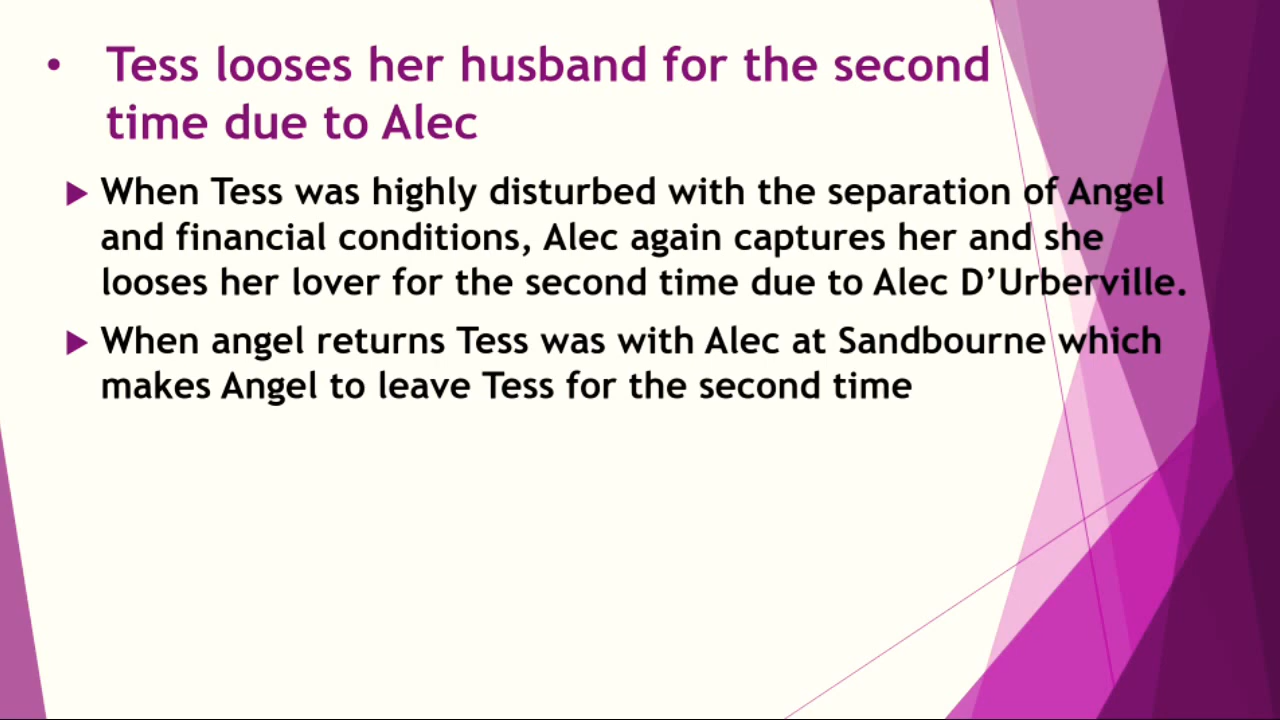 • Tess looses her husband for the second
time due to Alec
When Tess was highly disturbed with the separation of Angel
and financial conditions, Alec again captures her and she
looses her lover for the second time due to Alec D’Urberville.
When angel returns Tess was with Alec at Sandbourne which
makes Angel to leave Tess for the second time